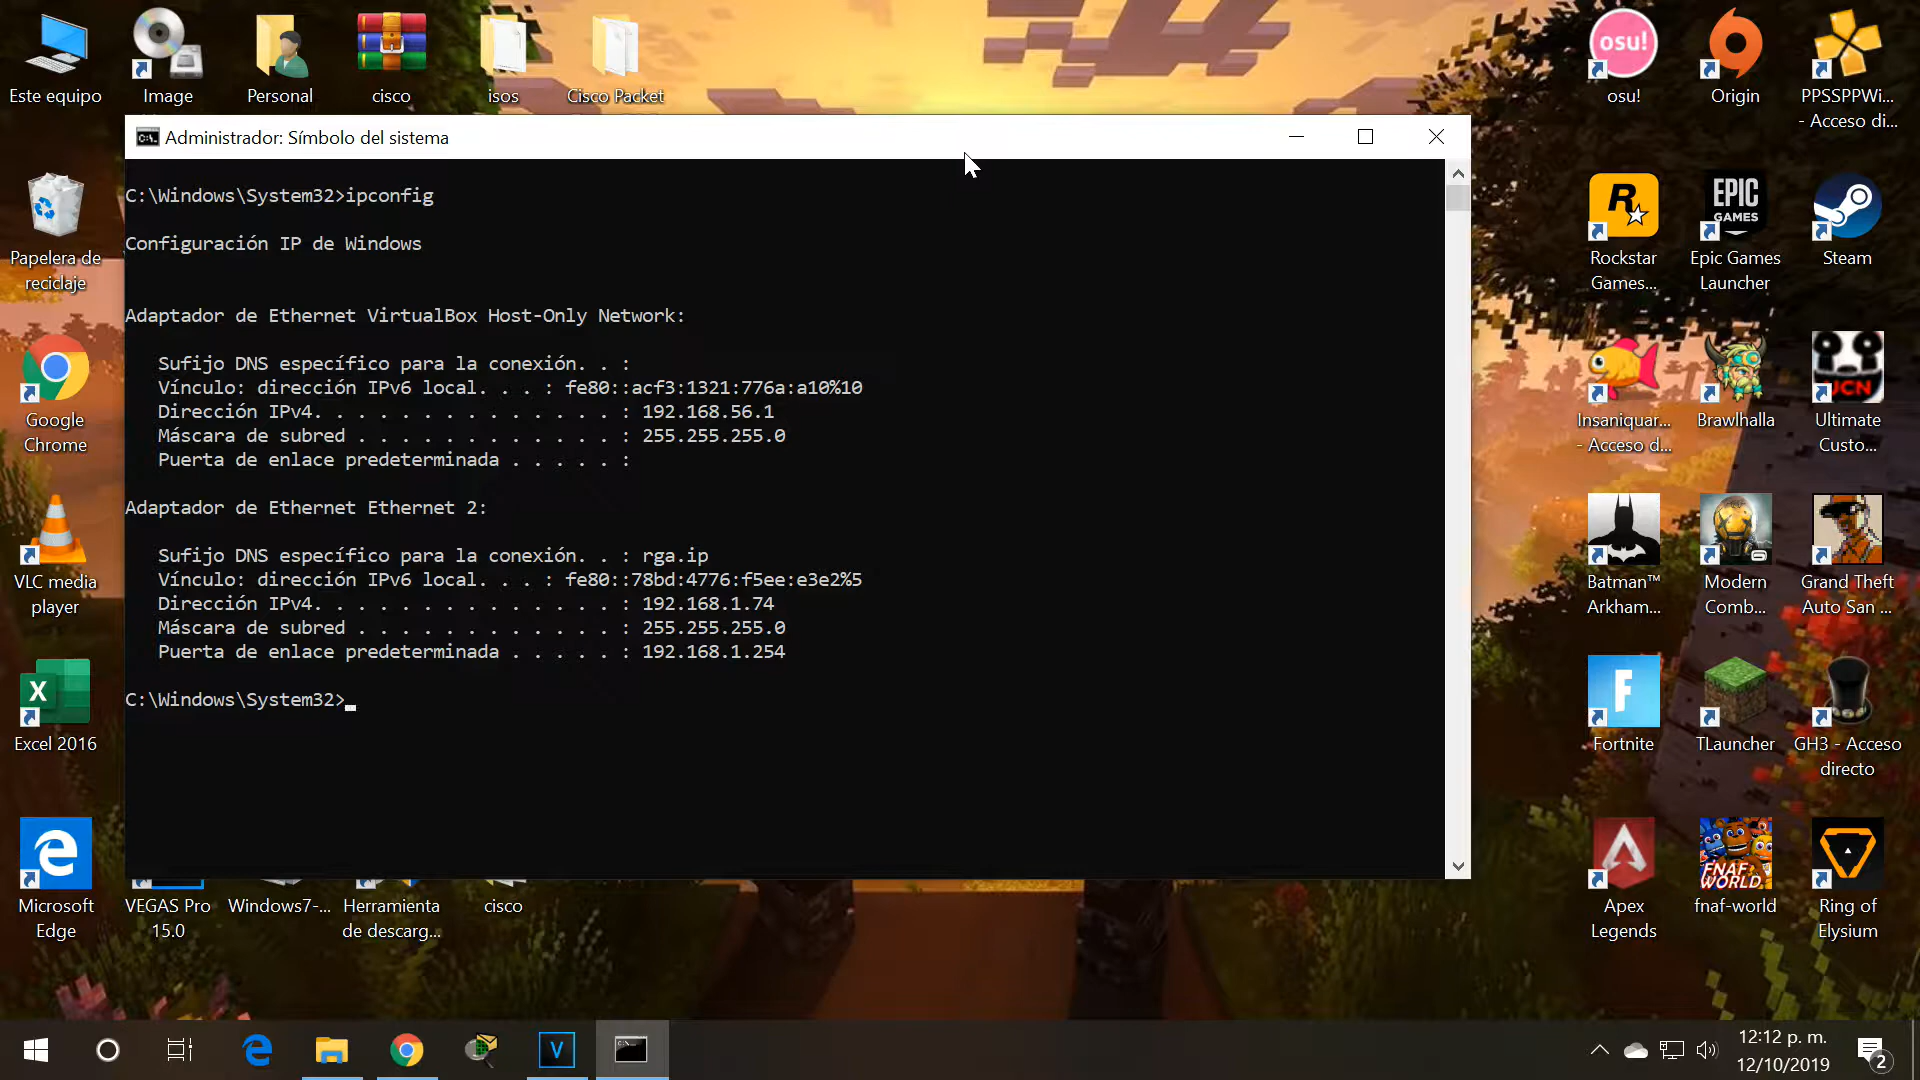 Este equipo
Image
Personal
cisco
isos
Cisco Packet
osu!
osu!
Origin
PPSSPPWi...
- Acceso di...
Administrador: Símbolo del sistema
C:\Windows\System32>ipconfig
Configuración IP de Windows
Adaptador de Ethernet VirtualBox Host-Only Network:
Sufijo DNS específico para la conexión. . :
Vínculo: dirección IPv6 local. . . : fe80::acf3:1321:776a:a10%10
Dirección IPv4. . . . . . . . . . . . . . : 192.168.56.1
Máscara de subred . . . . . . . . . . . . : 255.255.255.0
Puerta de enlace predeterminada . . . . . :
Adaptador de Ethernet Ethernet 2:
Sufijo DNS específico para la conexión. . : rga.ip
Vínculo: dirección IPv6 local. . . : fe80::78bd:4776:f5ee:e3e2%5
Dirección IPv4. . . . . . . . . . . . . . : 192.168.1.74
Máscara de subred . . . . . . . . . . . . : 255.255.255.0
Puerta de enlace predeterminada . . . . . : 192.168.1.254
C:\Windows\System32>
Papelera de
reciclaje
Google
Chrome
VLC media
player
Excel 2016
Microsoft
Edge
VEGAS Pro
15.0
Windows7-...
Herramienta
de descarg...
cisco
Rockstar
Games...
EPIC
GAMES
Epic Games
Launcher
Steam
Insaniquar...
- Acceso d...
Brawlhalla
UCN
Ultimate
Custo...
Batman™
Arkham...
Modern
Comb...
Grand Theft
Auto San ...
Fortnite
TLauncher
GH3 - Acceso
directo
Apex
Legends
FNAF
WORLD
fnaf-world
Ring of
Elysium
12:12 p. m.
12/10/2019
2